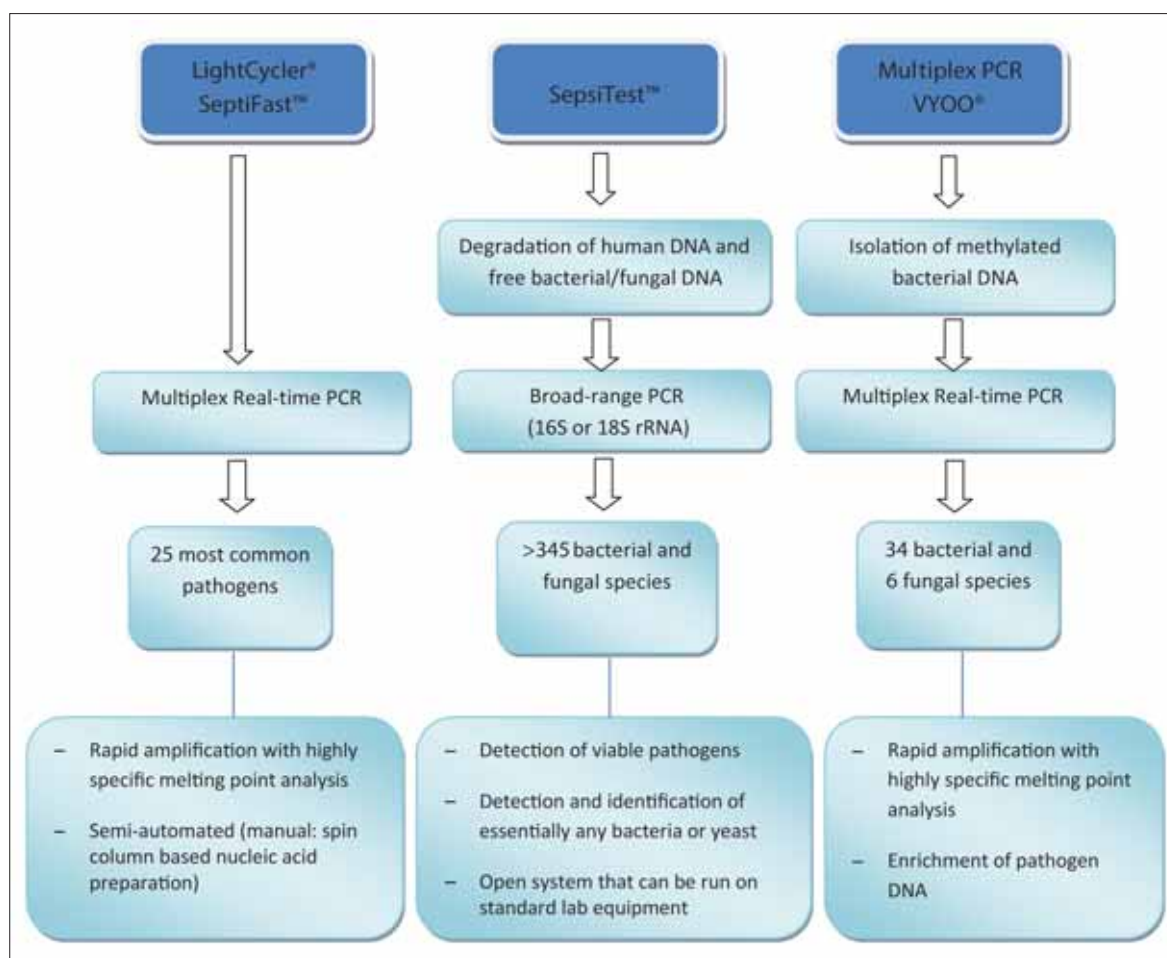 LightCycler®
SeptiFast™
SepsiTest™
Multiplex PCR
VYOO®
Degradation of human DNA and
free bacterial/fungal DNA
Isolation of methylated
bacterial DNA
Multiplex Real-time PCR
Broad-range PCR
(16S or 18S rRNA)
Multiplex Real-time PCR
25 most common
pathogens
>345 bacterial and
fungal species
34 bacterial and
6 fungal species
– Rapid amplification with highly
specific melting point analysis
– Semi-automated (manual: spin
column based nucleic acid
preparation)
– Detection of viable pathogens
– Detection and identification of
essentially any bacteria or yeast
– Open system that can be run on
standard lab equipment
– Rapid amplification with
highly specific melting point
analysis
– Enrichment of pathogen
DNA